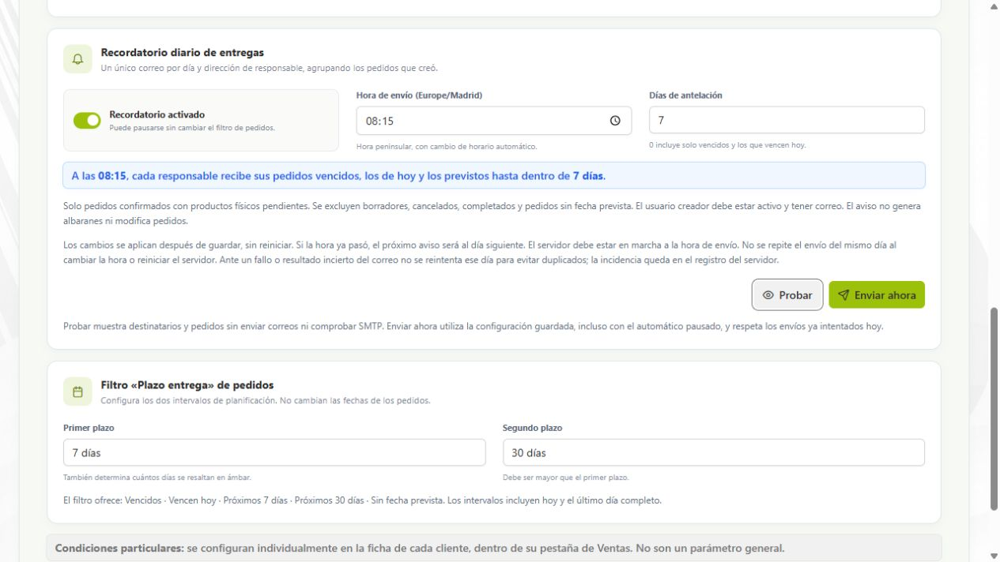 Recordatorio diario de entregas
Un único correo por día y dirección de responsable, agrupando los pedidos que creó.
Recordatorio activado
Puede pausarse sin cambiar el filtro de pedidos.
Hora de envío (Europe/Madrid)
08:15
Hora peninsular, con cambio de horario automático.
Días de antelación
7
0 incluye solo vencidos y los que vencen hoy.
A las 08:15, cada responsable recibe sus pedidos vencidos, los de hoy y los previstos hasta dentro de 7 días.
Solo pedidos confirmados con productos físicos pendientes. Se excluyen borradores, cancelados, completados y pedidos sin fecha prevista. El usuario creador debe estar activo y tener correo. El aviso no genera
albaranes ni modifica pedidos.
Los cambios se aplican después de guardar, sin reiniciar. Si la hora ya pasó, el próximo aviso será al día siguiente. El servidor debe estar en marcha a la hora de envío. No se repite el envío del mismo día al
cambiar la hora o reiniciar el servidor. Ante un fallo o resultado incierto del correo no se reintenta ese día para evitar duplicados; la incidencia queda en el registro del servidor.
Probar
Enviar ahora
Probar muestra destinatarios y pedidos sin enviar correos ni comprobar SMTP. Enviar ahora utiliza la configuración guardada, incluso con el automático pausado, y respeta los envíos ya intentados hoy.
Filtro «Plazo entrega» de pedidos
Configura los dos intervalos de planificación. No cambian las fechas de los pedidos.
Primer plazo
7 días
También determina cuántos días se resaltan en ámbar.
Segundo plazo
30 días
Debe ser mayor que el primer plazo.
El filtro ofrece: Vencidos · Vencen hoy · Próximos 7 días · Próximos 30 días · Sin fecha prevista. Los intervalos incluyen hoy y el último día completo.
Condiciones particulares: se configuran individualmente en la ficha de cada cliente, dentro de su pestaña de Ventas. No son un parámetro general.